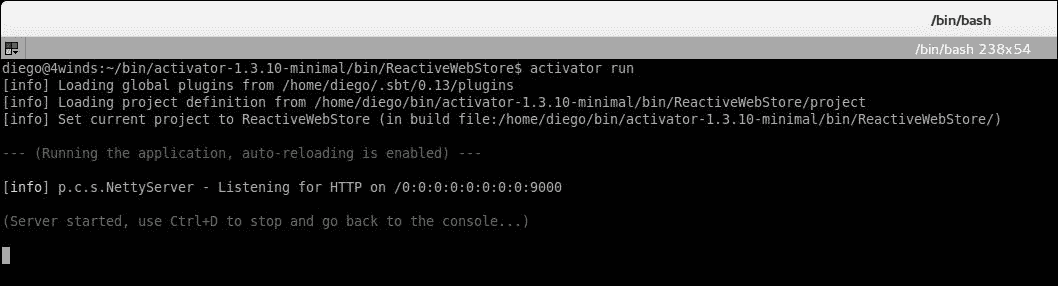 /bin/bash
/bin/bash 238x54
diego@4winds:~/bin/activator-1.3.10-minimal/bin/ReactiveWebStore$ activator run
[info] Loading global plugins from /home/diego/.sbt/0.13/plugins
[info] Loading project definition from /home/diego/bin/activator-1.3.10-minimal/bin/ReactiveWebStore/project
[info] Set current project to ReactiveWebStore (in build file:/home/diego/bin/activator-1.3.10-minimal/bin/ReactiveWebStore/)
--- (Running the application, auto-reloading is enabled) ---
[info] p.c.s.NettyServer - Listening for HTTP on /0:0:0:0:0:0:0:0:9000
(Server started, use Ctrl+D to stop and go back to the console...)